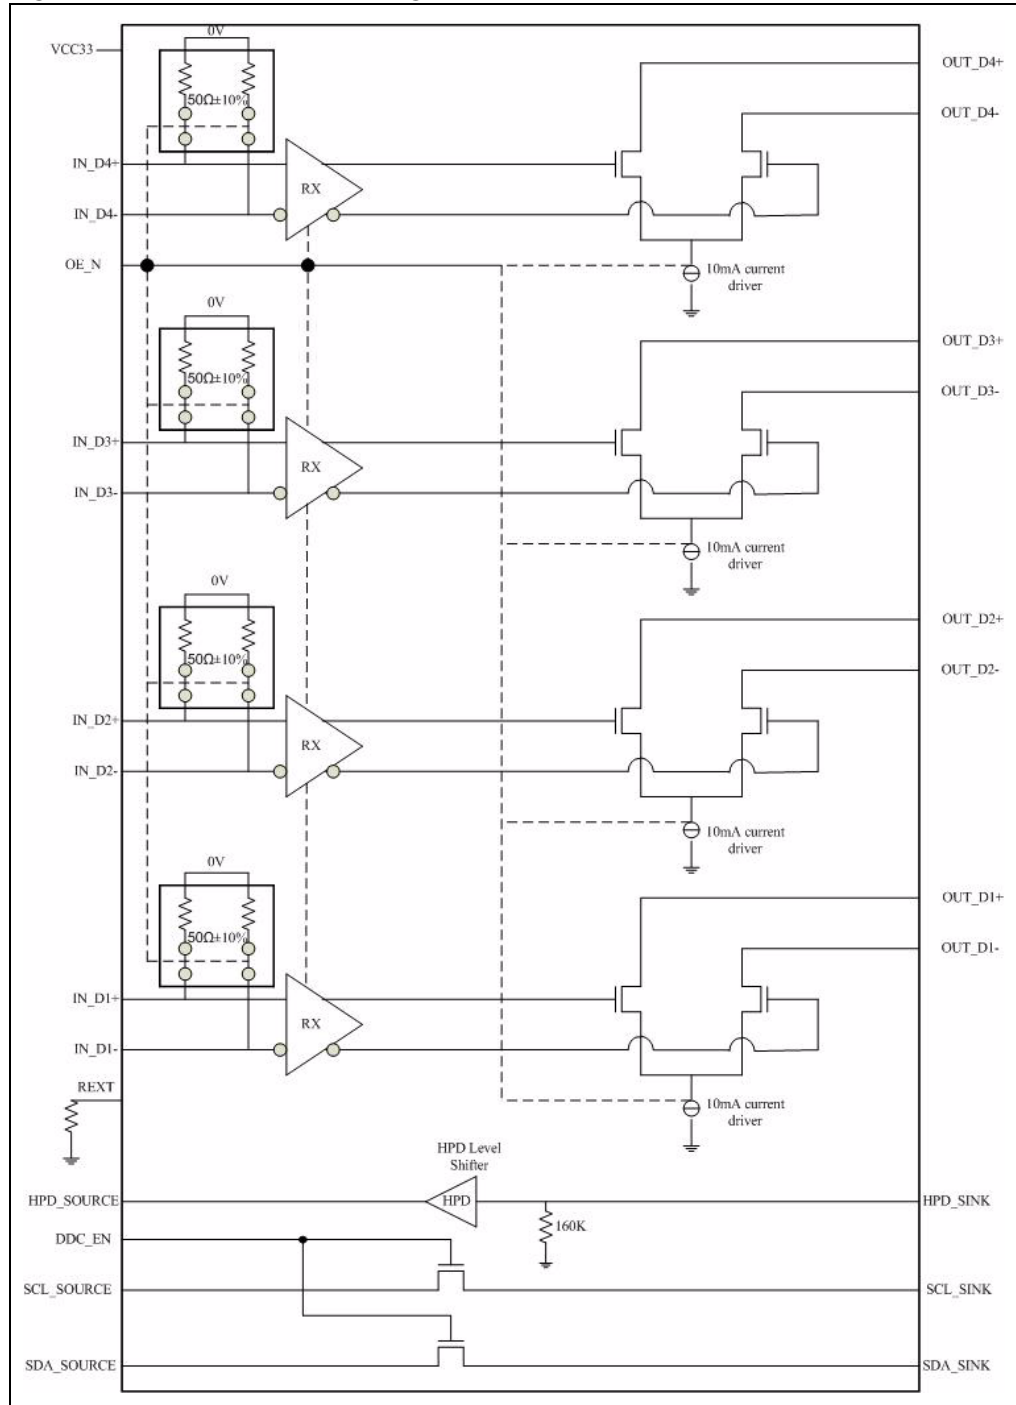 0V
VCC33
OUT_D4+
50Ω±10%
OUT_D4-
IN_D4+
RX
IN_D4-
OE_N
10mA current
driver
0V
OUT_D3+
50Ω±10%
OUT_D3-
IN_D3+
RX
IN_D3-
10mA current
driver
0V
OUT_D2+
50Ω±10%
OUT_D2-
IN_D2+
RX
IN_D2-
10mA current
driver
0V
OUT_D1+
50Ω±10%
OUT_D1-
IN_D1+
RX
IN_D1-
REXT
10mA current
driver
HPD Level
Shifter
HPD_SOURCE
HPD
HPD_SINK
160K
DDC_EN
SCL_SOURCE
SCL_SINK
SDA_SOURCE
SDA_SINK